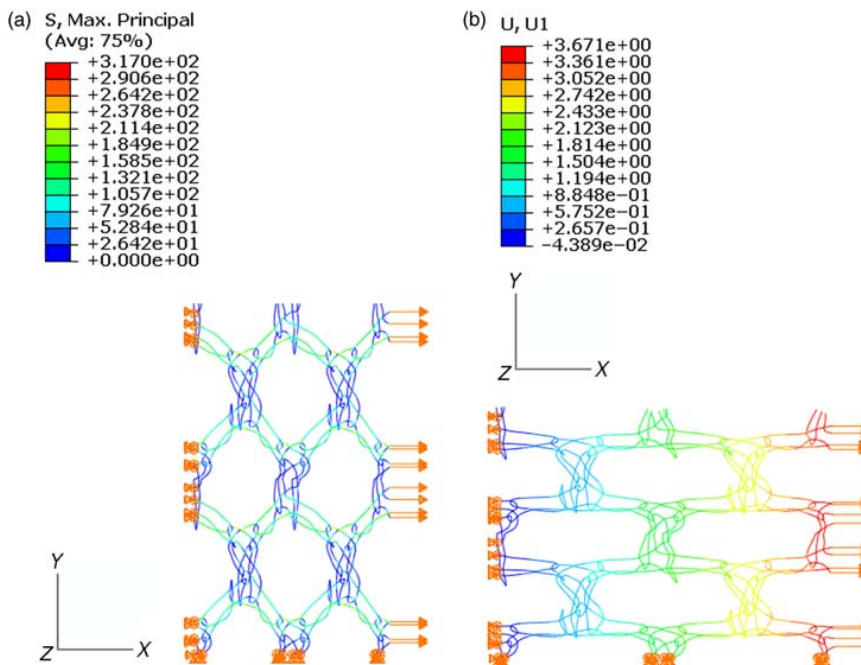 (a)
S, Max. Principal
(Avg: 75%)
+3.170e+02
+2.906e+02
+2.642e+02
+2.378e+02
+2.114e+02
+1.849e+02
+1.585e+02
+1.321e+02
+1.057e+02
+7.926e+01
+5.284e+01
+2.642e+01
+0.000e+00
Y
Z
X
(b)
U, U1
+3.671e+00
+3.361e+00
+3.052e+00
+2.742e+00
+2.433e+00
+2.123e+00
+1.814e+00
+1.504e+00
+1.194e+00
+8.848e−01
+5.752e−01
+2.657e−01
−4.389e−02
Y
Z
X